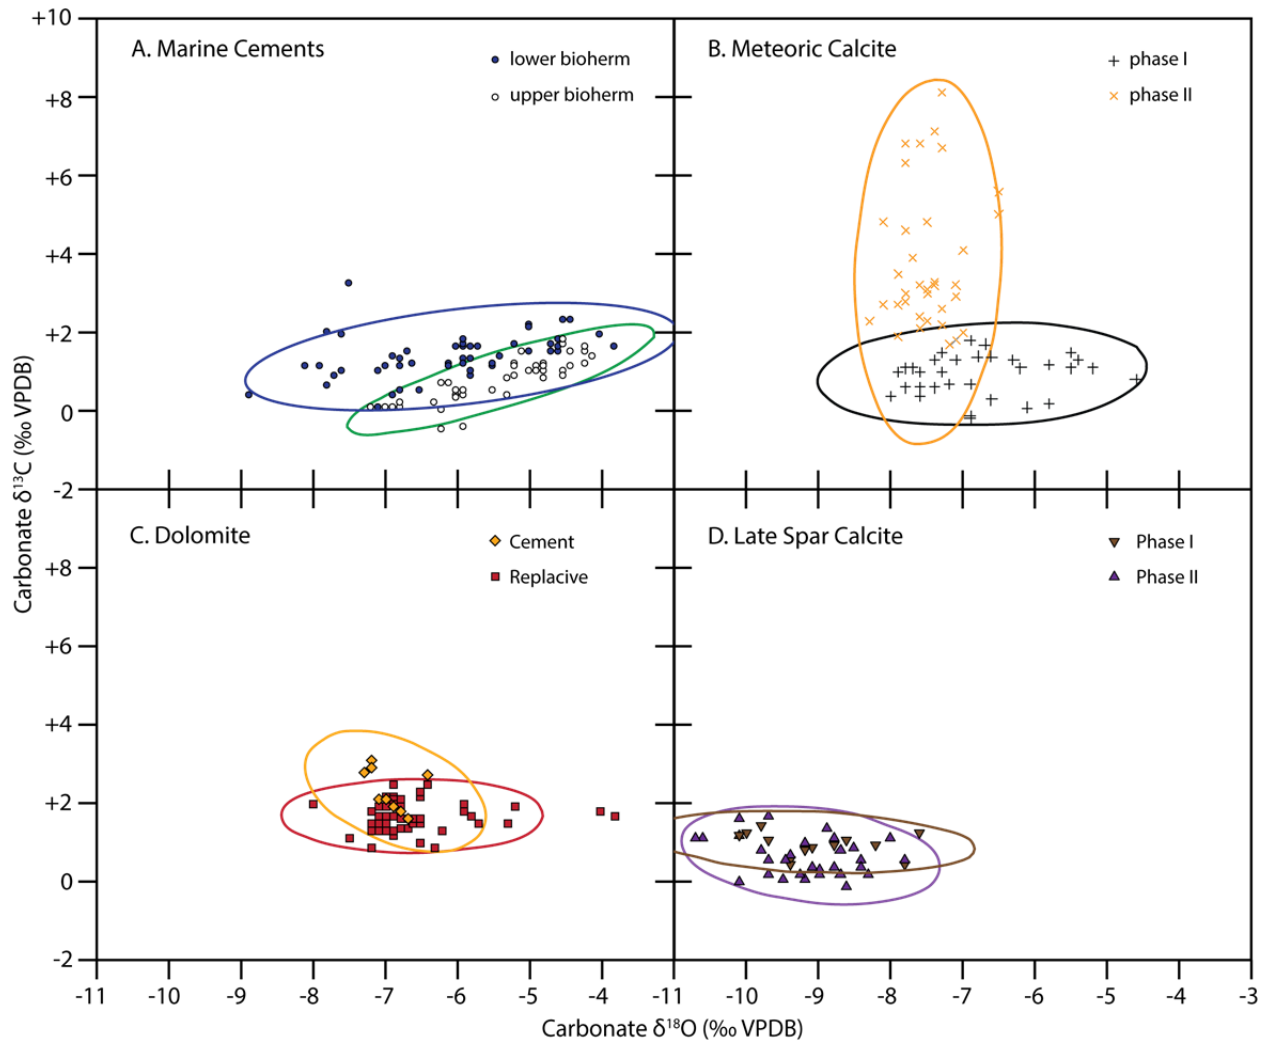 +10
A. Marine Cements
lower bioherm
upper bioherm
B. Meteoric Calcite
phase I
phase II
+8
+6
+4
+2
0
-2
C. Dolomite
Cement
Replacive
D. Late Spar Calcite
Phase I
Phase II
+8
+6
+4
+2
0
-2
-11 -10 -9 -8 -7 -6 -5 -4 -11 -10 -9 -8 -7 -6 -5 -4 -3
Carbonate δ¹⁸O (‰ VPDB)
Carbonate δ¹³C (‰ VPDB)